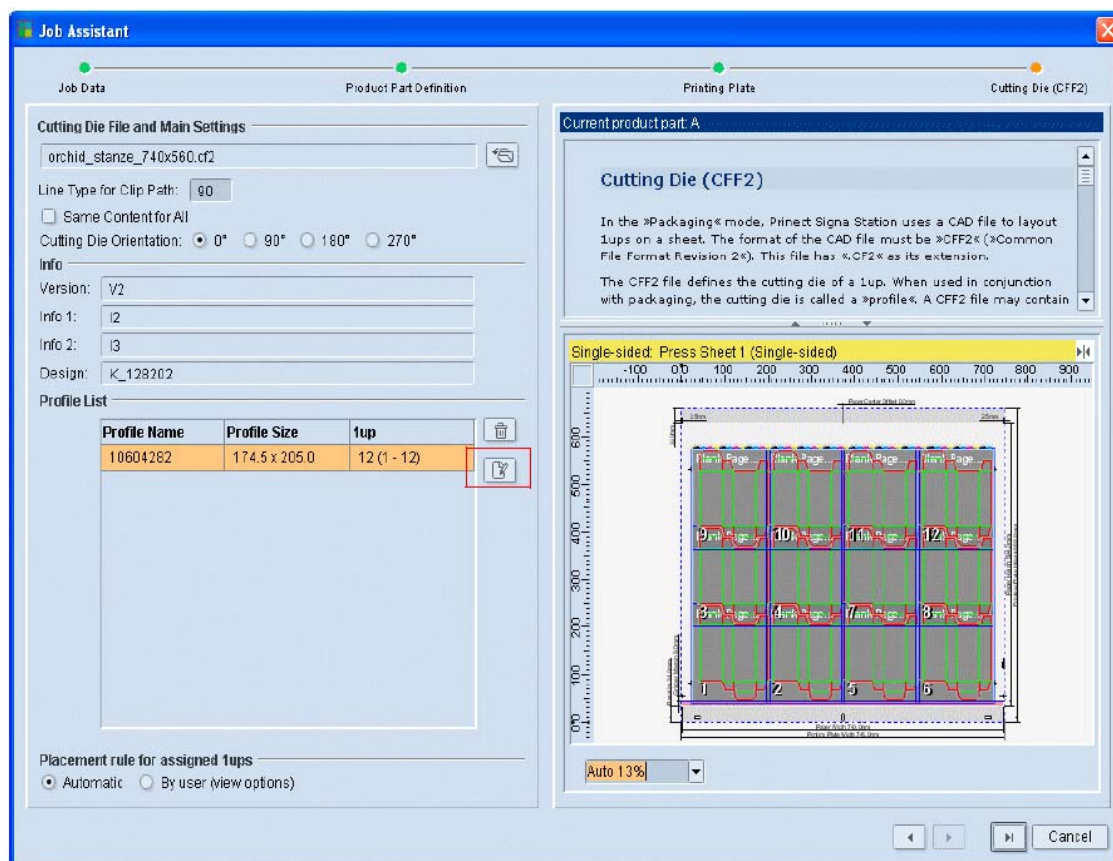 Job Assistant
Job Data
Product Part Definition
Printing Plate
Cutting Die (CFF2)
Cutting Die File and Main Settings
orchid_stanze_740x560.cf2
Line Type for Clip Path: 90
Same Content for All
Cutting Die Orientation: 0° 90° 180° 270°
Info
Version: V2
Info 1: I2
Info 2: I3
Design: K_128202
Profile List
Profile Name Profile Size 1up
10604282 174.5 x 205.0 12 (1 - 12)
Placement rule for assigned 1ups
Automatic By user (view options)
Current product part: A
Cutting Die (CFF2)
In the »Packaging« mode, Prinect Signa Station uses a CAD file to layout
1ups on a sheet. The format of the CAD file must be »CFF2« (»Common
File Format Revision 2«). This file has «.CF2« as its extension.
The CFF2 file defines the cutting die of a 1up. When used in conjunction
with packaging, the cutting die is called a »profile«. A CFF2 file may contain
Single-sided: Press Sheet 1 (Single-sided)
-100 0 100 200 300 400 500 600 700 800 900
600
500
400
300
200
100
0
9 10 11 12
3 4 7 8
1 2 5 6
Auto 13%
Cancel